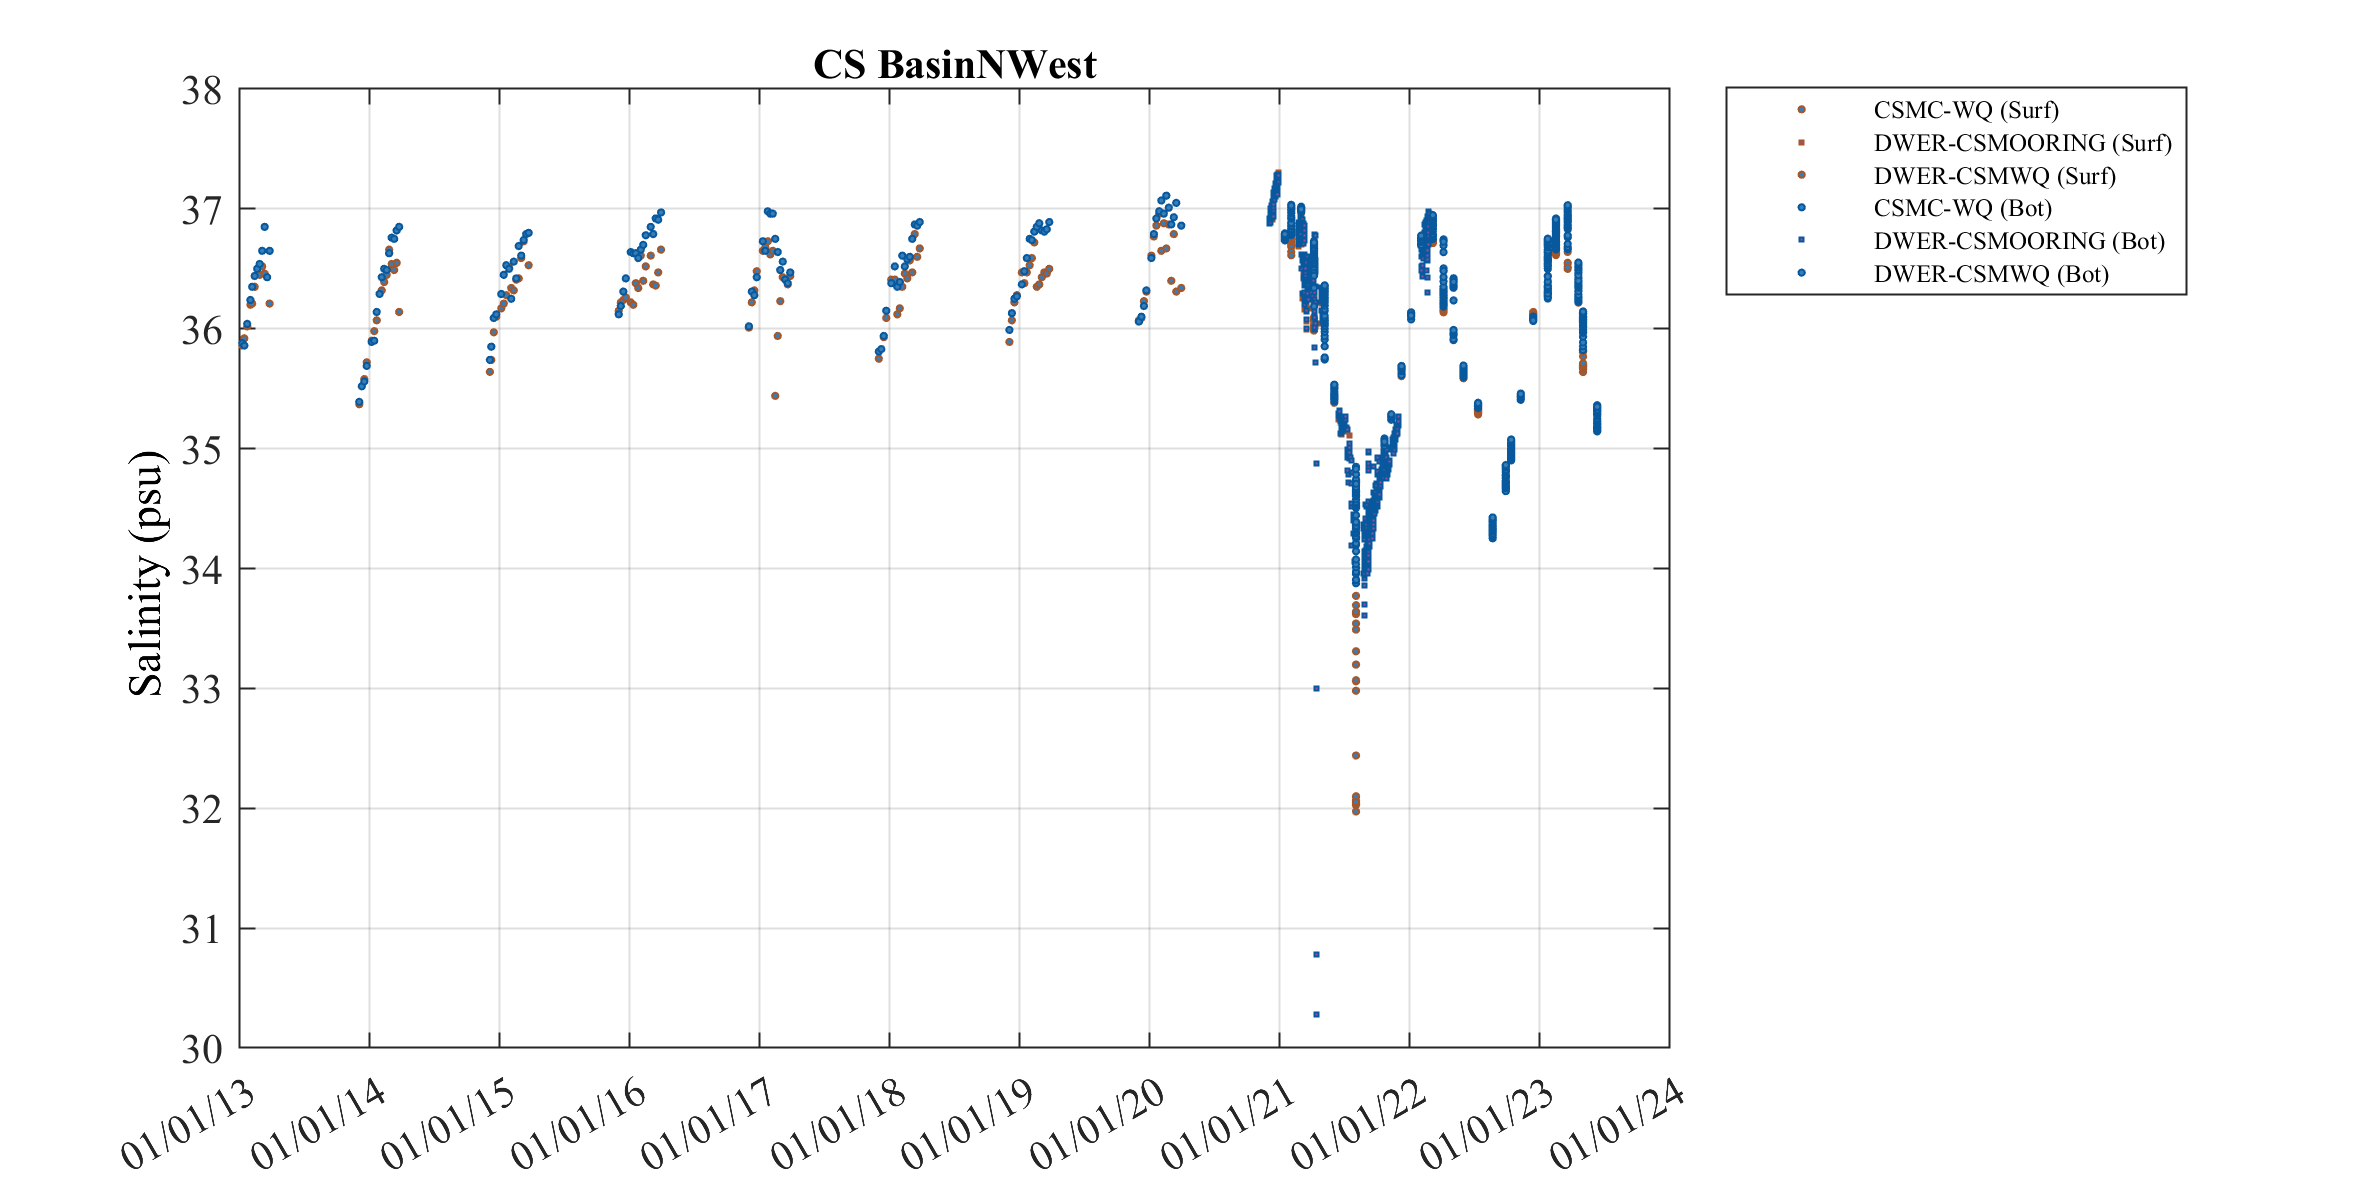 CS BasinNWest
38
37
36
35
34
33
32
31
30
Salinity (psu)
01/01/13
01/01/14
01/01/15
01/01/16
01/01/17
01/01/18
01/01/19
01/01/20
01/01/21
01/01/22
01/01/23
01/01/24
CSMC-WQ (Surf)
DWER-CSMOORING (Surf)
DWER-CSMWQ (Surf)
CSMC-WQ (Bot)
DWER-CSMOORING (Bot)
DWER-CSMWQ (Bot)